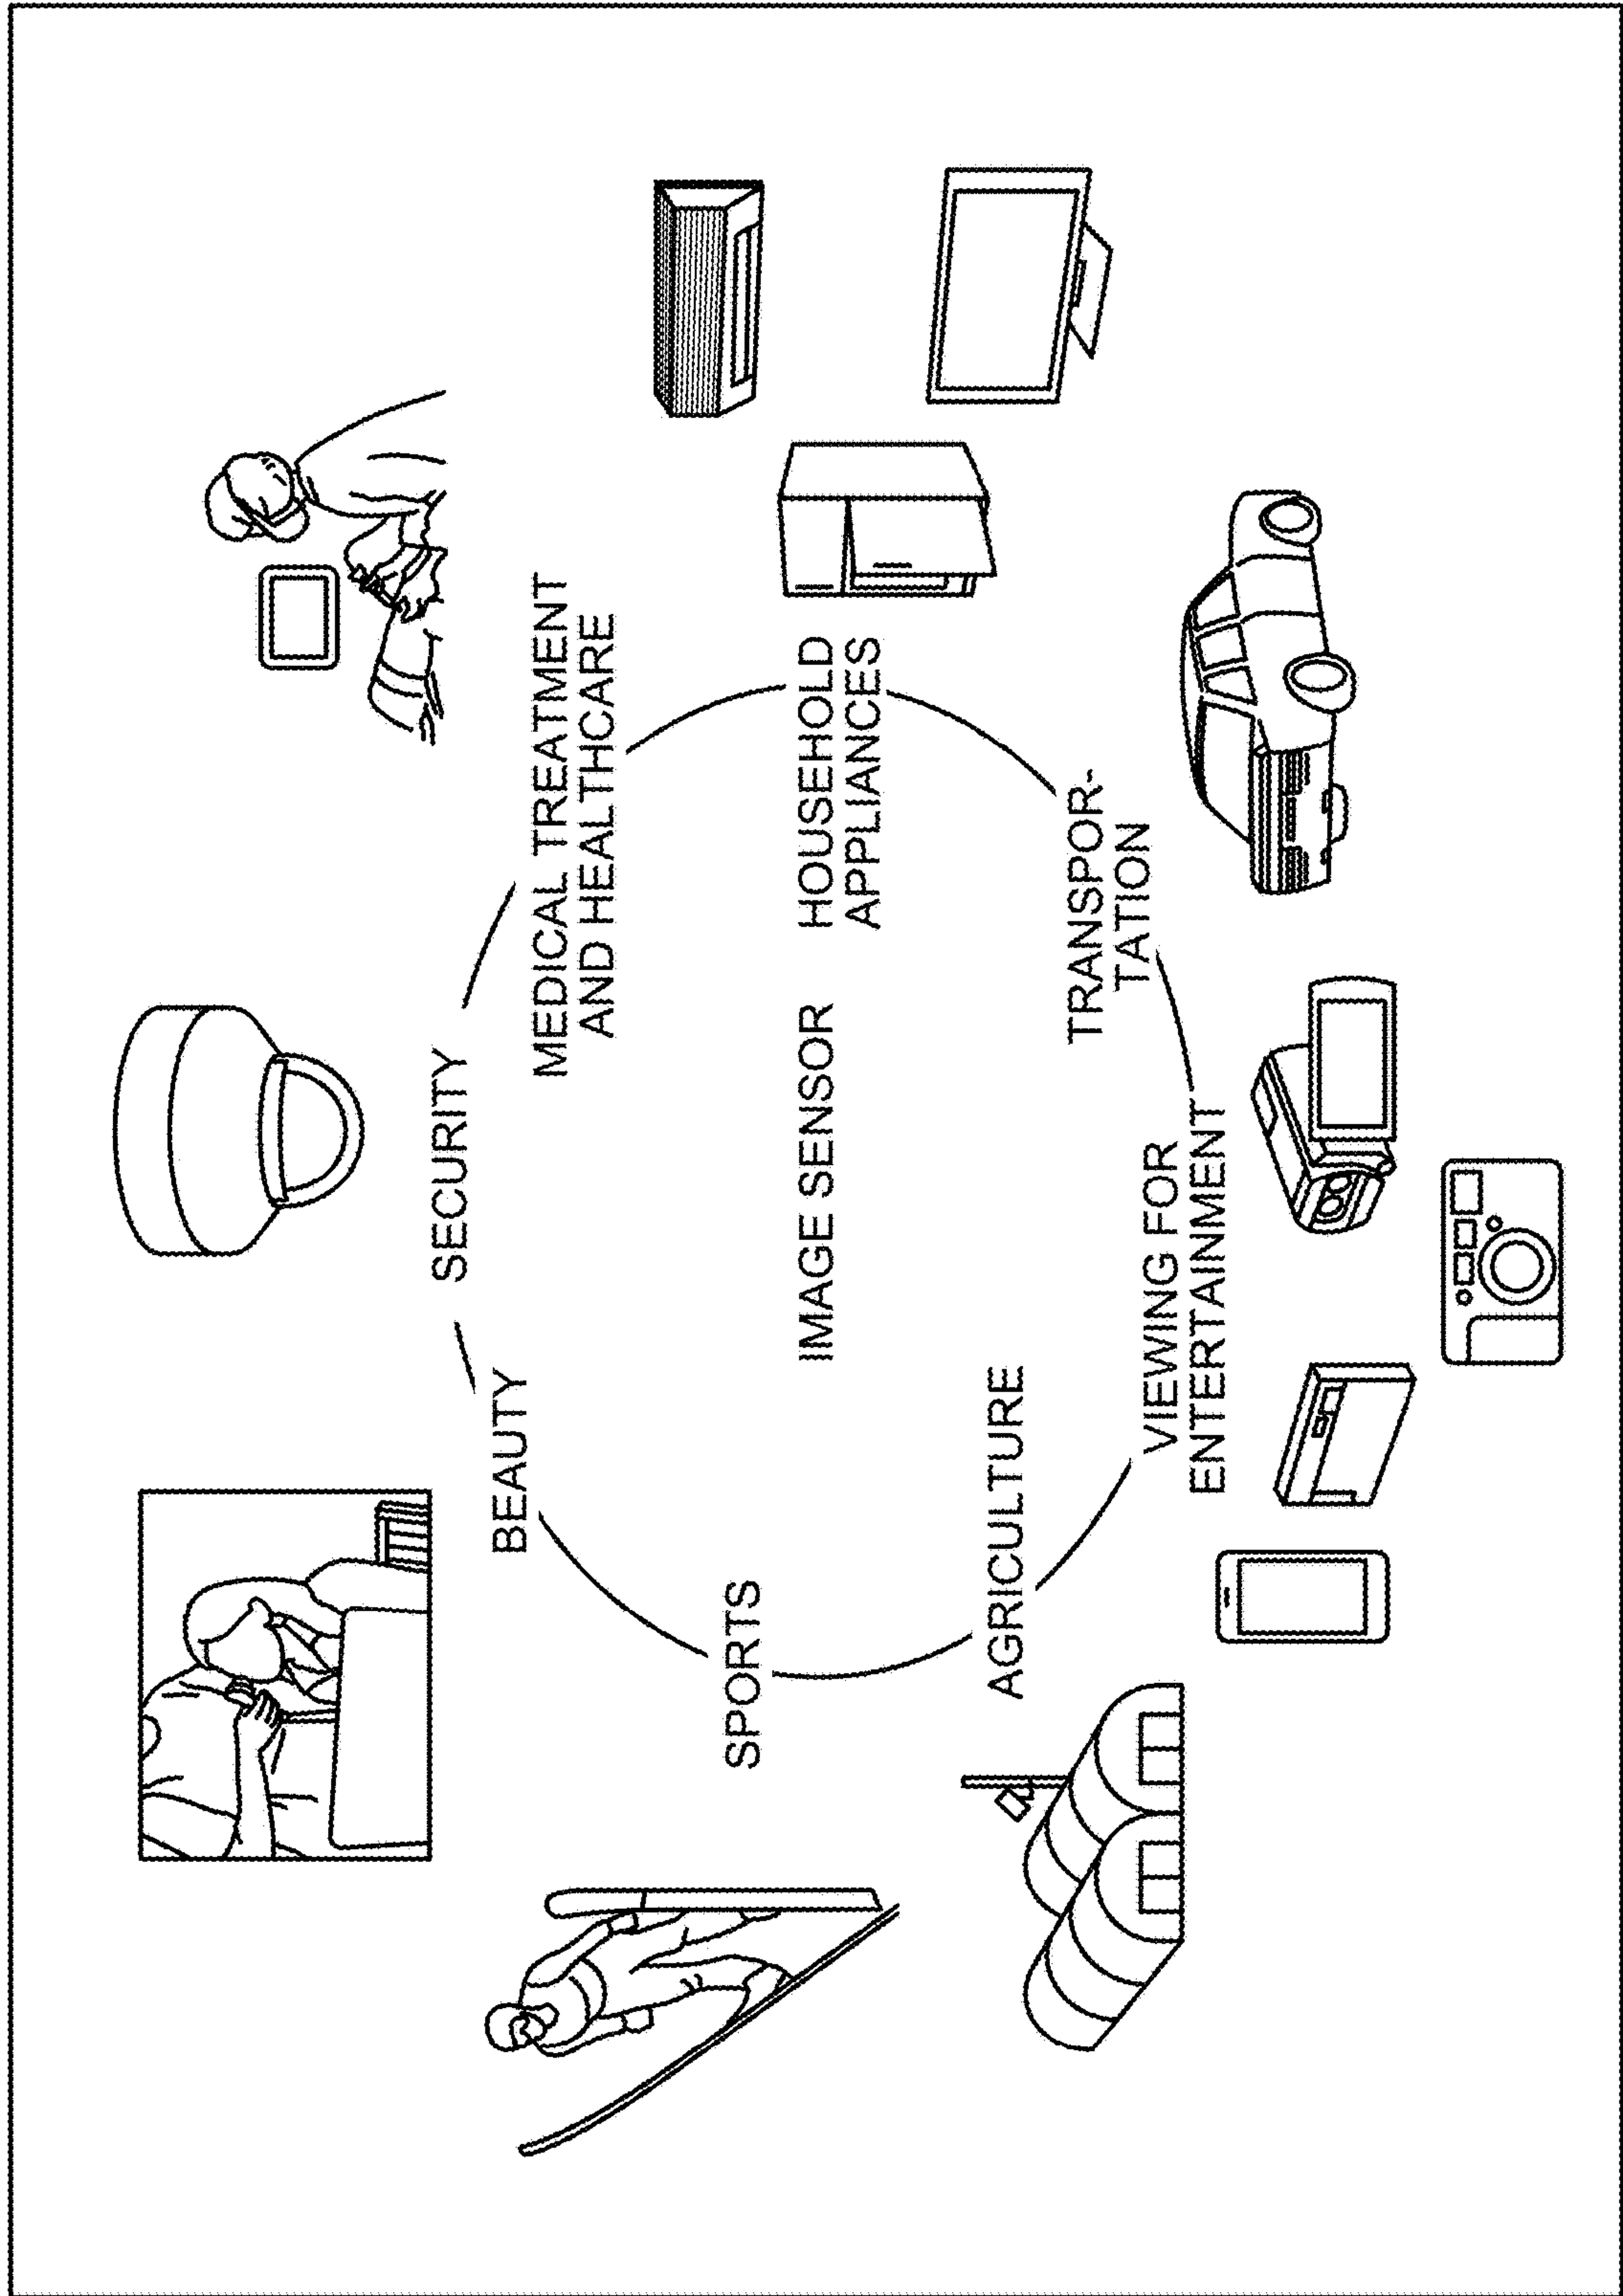 SECURITY
BEAUTY
MEDICAL TREATMENT
AND HEALTHCARE
SPORTS
IMAGE SENSOR
HOUSEHOLD
APPLIANCES
AGRICULTURE
TRANSPOR-
TATION
VIEWING FOR
ENTERTAINMENT